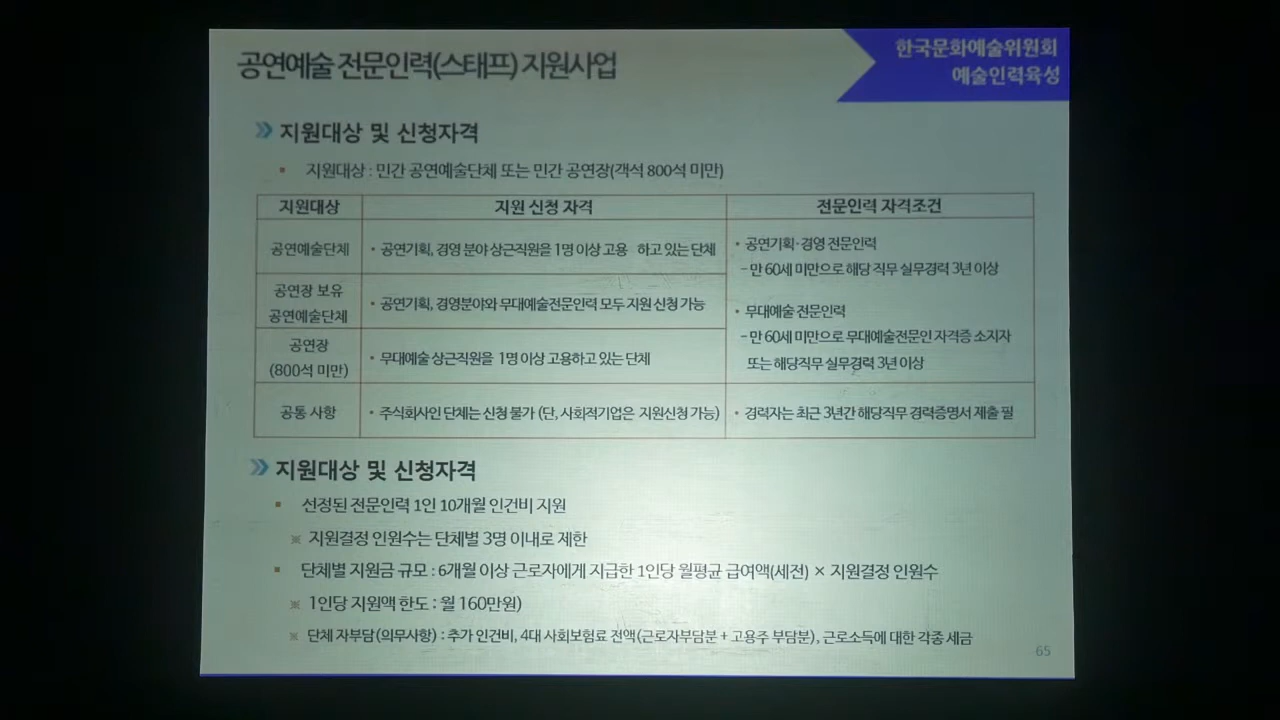 공연예술 전문인력(스태프) 지원사업
한국문화예술위원회
예술인력육성
지원대상 및 신청자격
지원대상 : 민간 공연예술단체 또는 민간 공연장(객석 800석 미만)
지원대상
지원 신청 자격
전문인력 자격조건
공연예술단체
• 공연기획, 경영 분야 상근직원을 1명 이상 고용 하고 있는 단체
• 공연기획·경영 전문인력
- 만 60세 미만으로 해당 직무 실무경력 3년 이상
공연장 보유
공연예술단체
• 공연기획, 경영분야와 무대예술전문인력 모두 지원 신청 가능
• 무대예술 전문인력
- 만 60세 미만으로 무대예술전문인 자격증 소지자
또는 해당직무 실무경력 3년 이상
공연장
(800석 미만)
• 무대예술 상근직원을 1명 이상 고용하고 있는 단체
공통 사항
• 주식회사인 단체는 신청 불가 (단, 사회적기업은 지원신청 가능)
• 경력자는 최근 3년간 해당직무 경력증명서 제출 필
지원대상 및 신청자격
선정된 전문인력 1인 10개월 인건비 지원
※ 지원결정 인원수는 단체별 3명 이내로 제한
단체별 지원금 규모 : 6개월 이상 근로자에게 지급한 1인당 월평균 급여액(세전) × 지원결정 인원수
※ 1인당 지원액 한도 : 월 160만원)
※ 단체 자부담(의무사항) : 추가 인건비, 4대 사회보험료 전액(근로자부담분 + 고용주 부담분), 근로소득에 대한 각종 세금
65